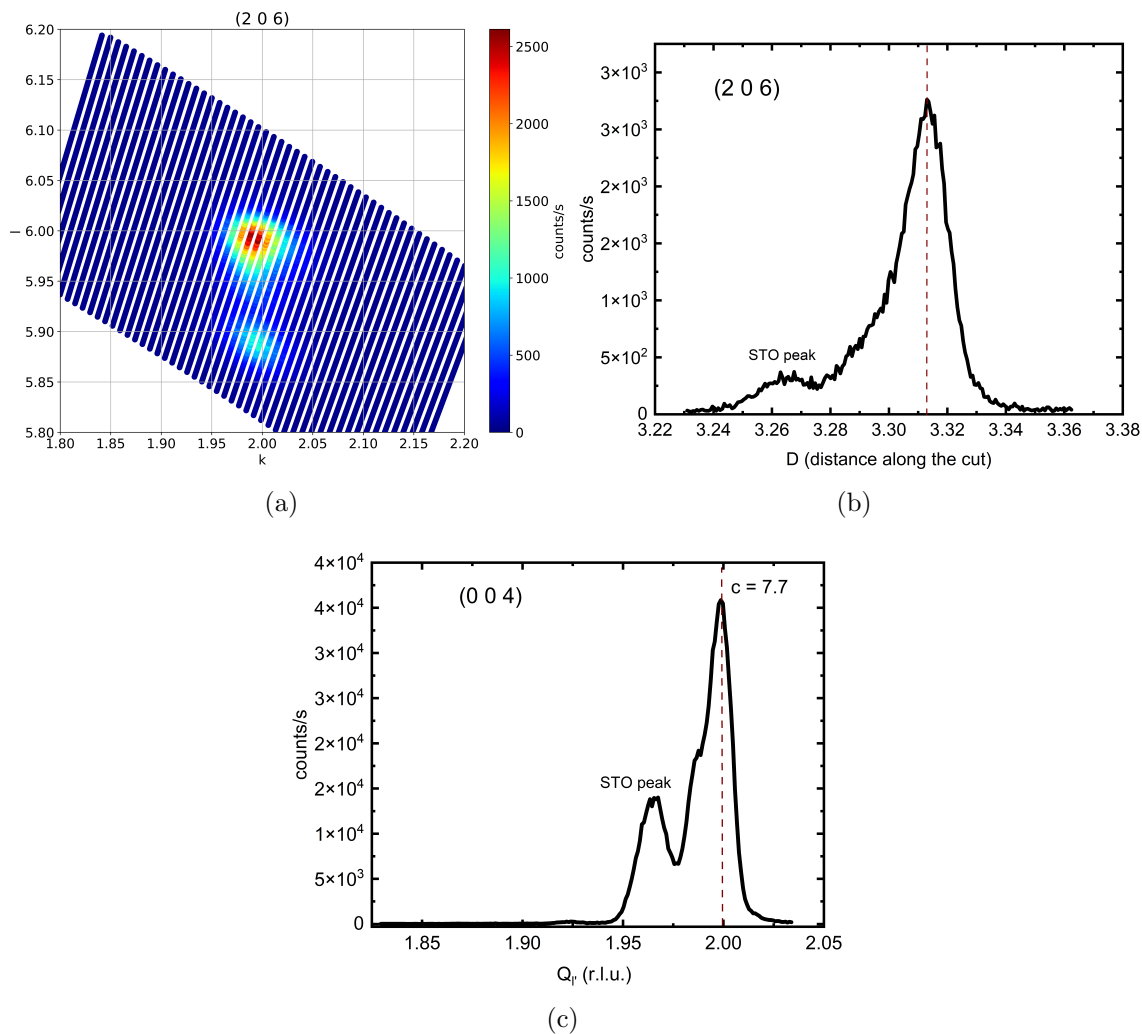 (2 0 6)
6.20
6.15
6.10
6.05
6.00
5.95
5.90
5.85
5.80
l
1.80 1.85 1.90 1.95 2.00 2.05 2.10 2.15 2.20
k
2500
2000
1500
1000
500
0
counts/s
(a)
(2 0 6)
3×10³
3×10³
2×10³
2×10³
1×10³
5×10²
0
counts/s
STO peak
3.22 3.24 3.26 3.28 3.30 3.32 3.34 3.36 3.38
D (distance along the cut)
(b)
(0 0 4)
c = 7.7
4×10⁴
4×10⁴
3×10⁴
3×10⁴
2×10⁴
2×10⁴
1×10⁴
5×10³
0
counts/s
STO peak
1.85 1.90 1.95 2.00 2.05
Q_l' (r.l.u.)
(c)